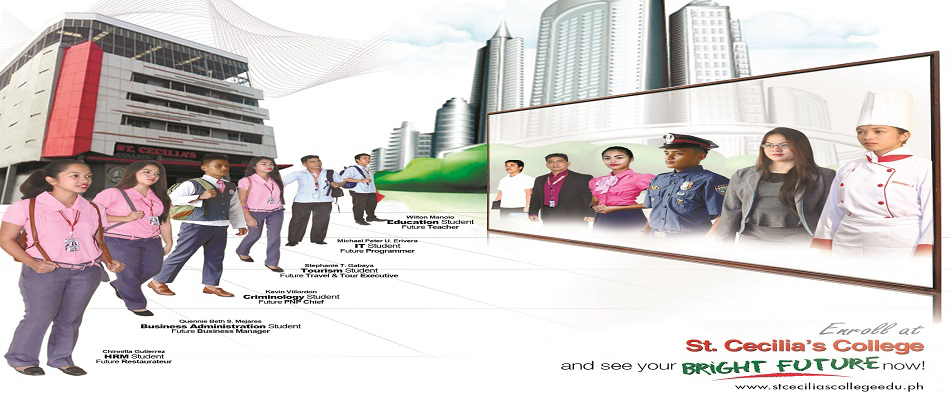 ST. CECILIA'S
COLLEGE
Wilton Manolo
Education Student
Future Teacher
Michael Peter U. Erivera
IT Student
Future Programmer
Stephanie T. Gabaya
Tourism Student
Future Travel & Tour Executive
Kevin Villordon
Criminology Student
Future PNP Chief
Quennie Beth S. Mejares
Business Administration Student
Future Business Manager
Chinnitta Gutierrez
HRM Student
Future Restaurateur
Enroll at
St. Cecilia's College
and see your BRIGHT FUTURE now!
www.stceciliascollegeedu.ph